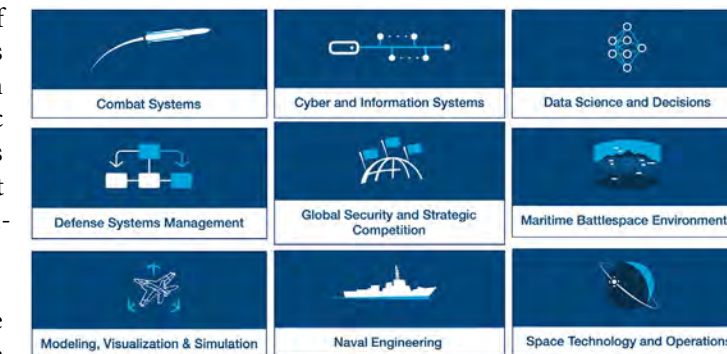 f
s
n
c
s
t
-
e
Combat Systems
Cyber and Information Systems
Data Science and Decisions
Defense Systems Management
Global Security and Strategic
Competition
Maritime Battlespace Environment
Modeling, Visualization & Simulation
Naval Engineering
Space Technology and Operation